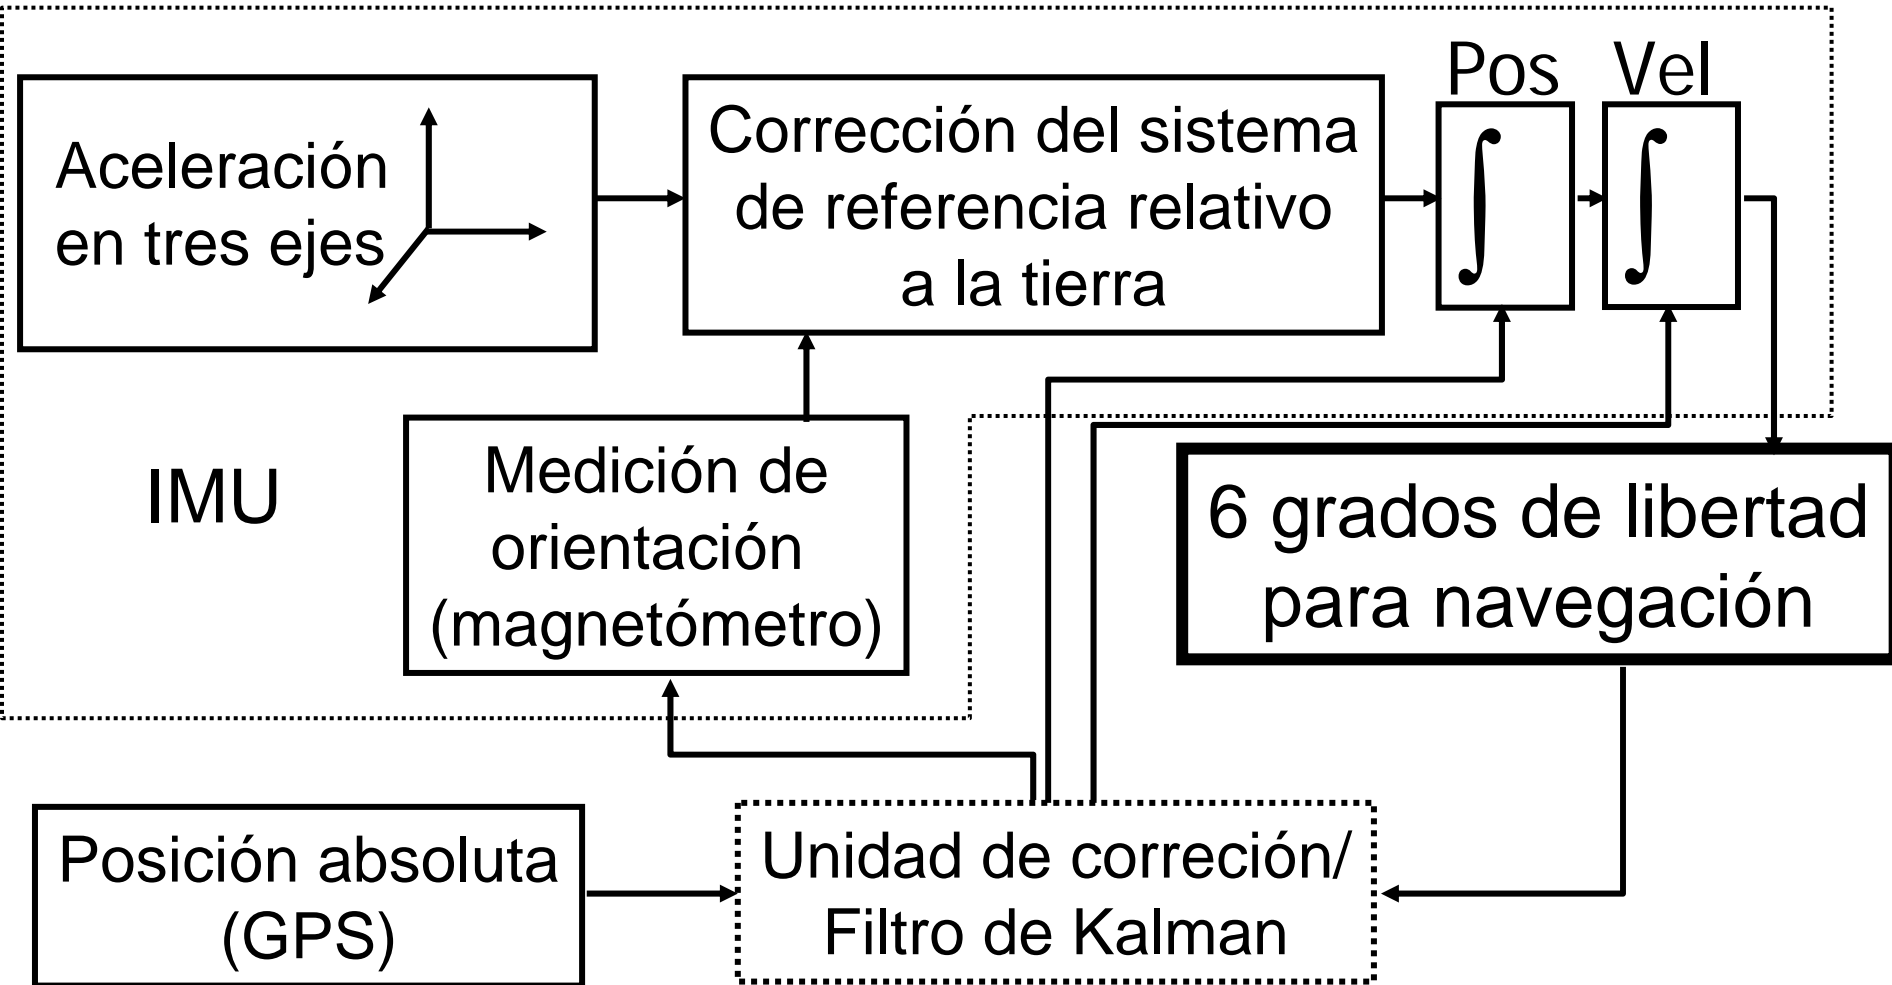 Pos Vel
Aceleración
en tres ejes
Corrección del sistema
de referencia relativo
a la tierra
∫ ∫
IMU
Medición de
orientación
(magnetómetro)
6 grados de libertad
para navegación
Posición absoluta
(GPS)
Unidad de correción/
Filtro de Kalman